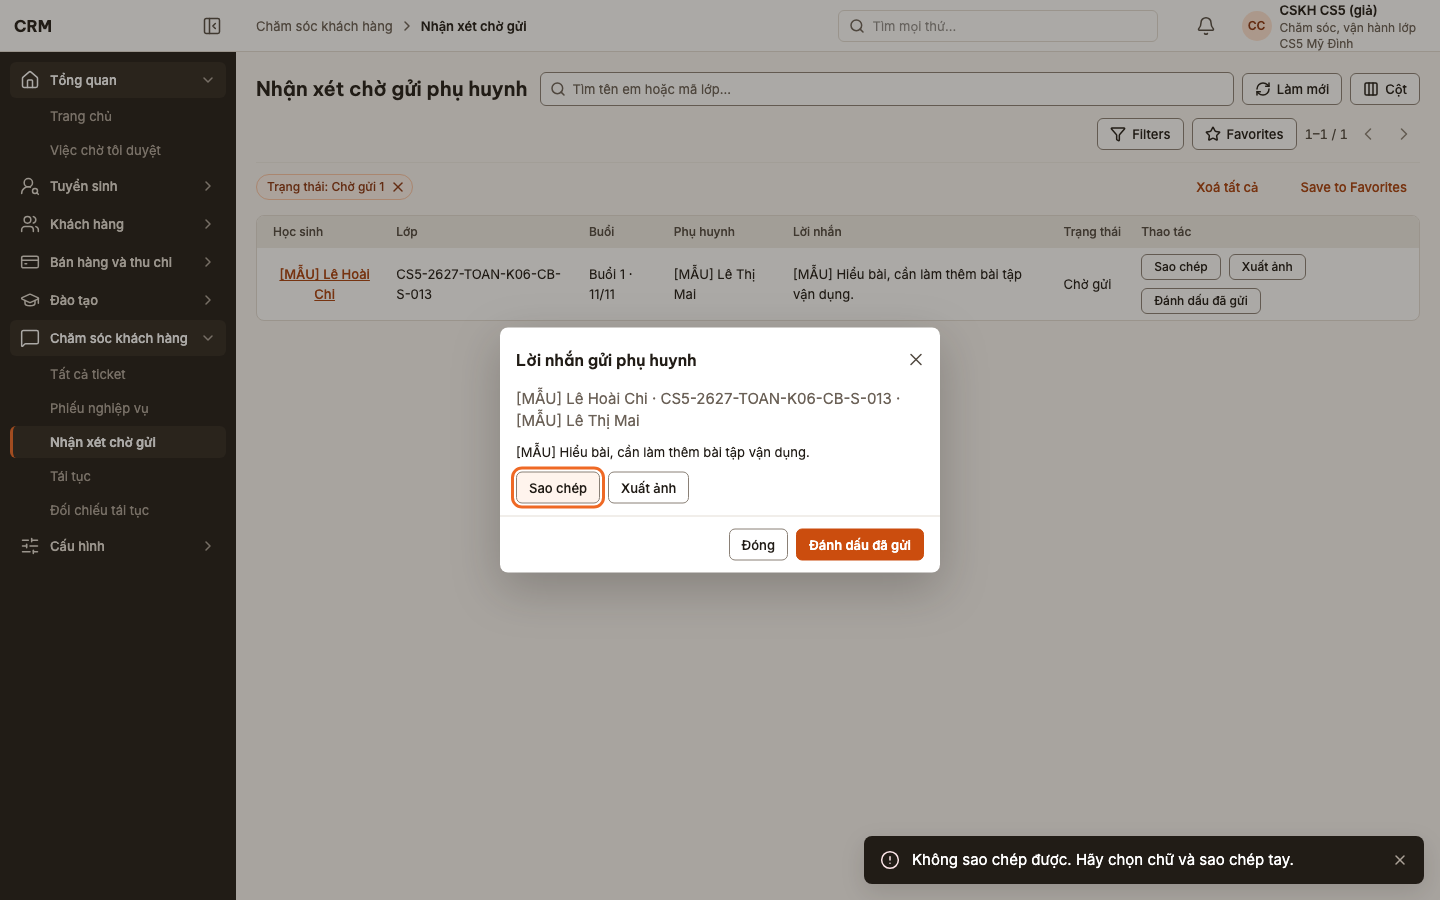 CRM
Chăm sóc khách hàng > Nhận xét chờ gửi
Tìm mọi thứ...
CC
CSKH CS5 (giả)
Chăm sóc, vận hành lớp
CS5 Mỹ Đình
Tổng quan
Trang chủ
Việc chờ tôi duyệt
Tuyển sinh
Khách hàng
Bán hàng và thu chi
Đào tạo
Chăm sóc khách hàng
Tất cả ticket
Phiếu nghiệp vụ
Nhận xét chờ gửi
Tái tục
Đối chiếu tái tục
Cấu hình
Nhận xét chờ gửi phụ huynh
Tìm tên em hoặc mã lớp...
Làm mới
Cột
Filters
Favorites
1–1 / 1
Trạng thái: Chờ gửi 1
Xoá tất cả
Save to Favorites
Học sinh Lớp Buổi Phụ huynh Lời nhắn Trạng thái Thao tác
[MẪU] Lê Hoài
Chi
CS5-2627-TOAN-K06-CB-
S-013
Buổi 1 ·
11/11
[MẪU] Lê Thị
Mai
[MẪU] Hiểu bài, cần làm thêm bài tập
vận dụng.
Chờ gửi
Sao chép
Xuất ảnh
Đánh dấu đã gửi
Lời nhắn gửi phụ huynh
[MẪU] Lê Hoài Chi · CS5-2627-TOAN-K06-CB-S-013 ·
[MẪU] Lê Thị Mai
[MẪU] Hiểu bài, cần làm thêm bài tập vận dụng.
Sao chép
Xuất ảnh
Đóng
Đánh dấu đã gửi
Không sao chép được. Hãy chọn chữ và sao chép tay.